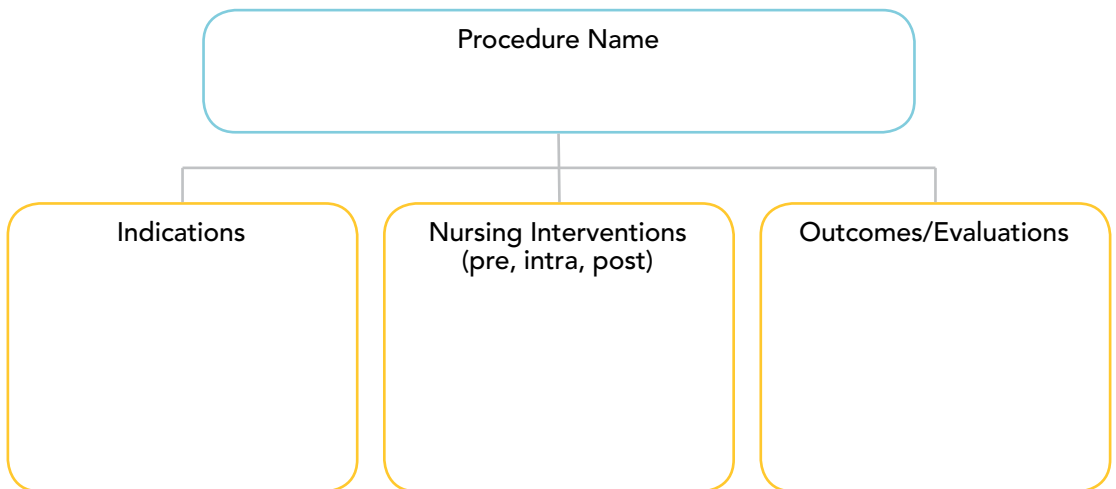 Procedure Name
Indications
Nursing Interventions
(pre, intra, post)
Outcomes/Evaluations